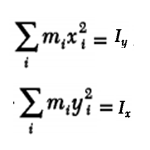 ∑ᵢ mᵢxᵢ² = I_y
∑ᵢ mᵢyᵢ² = I_x